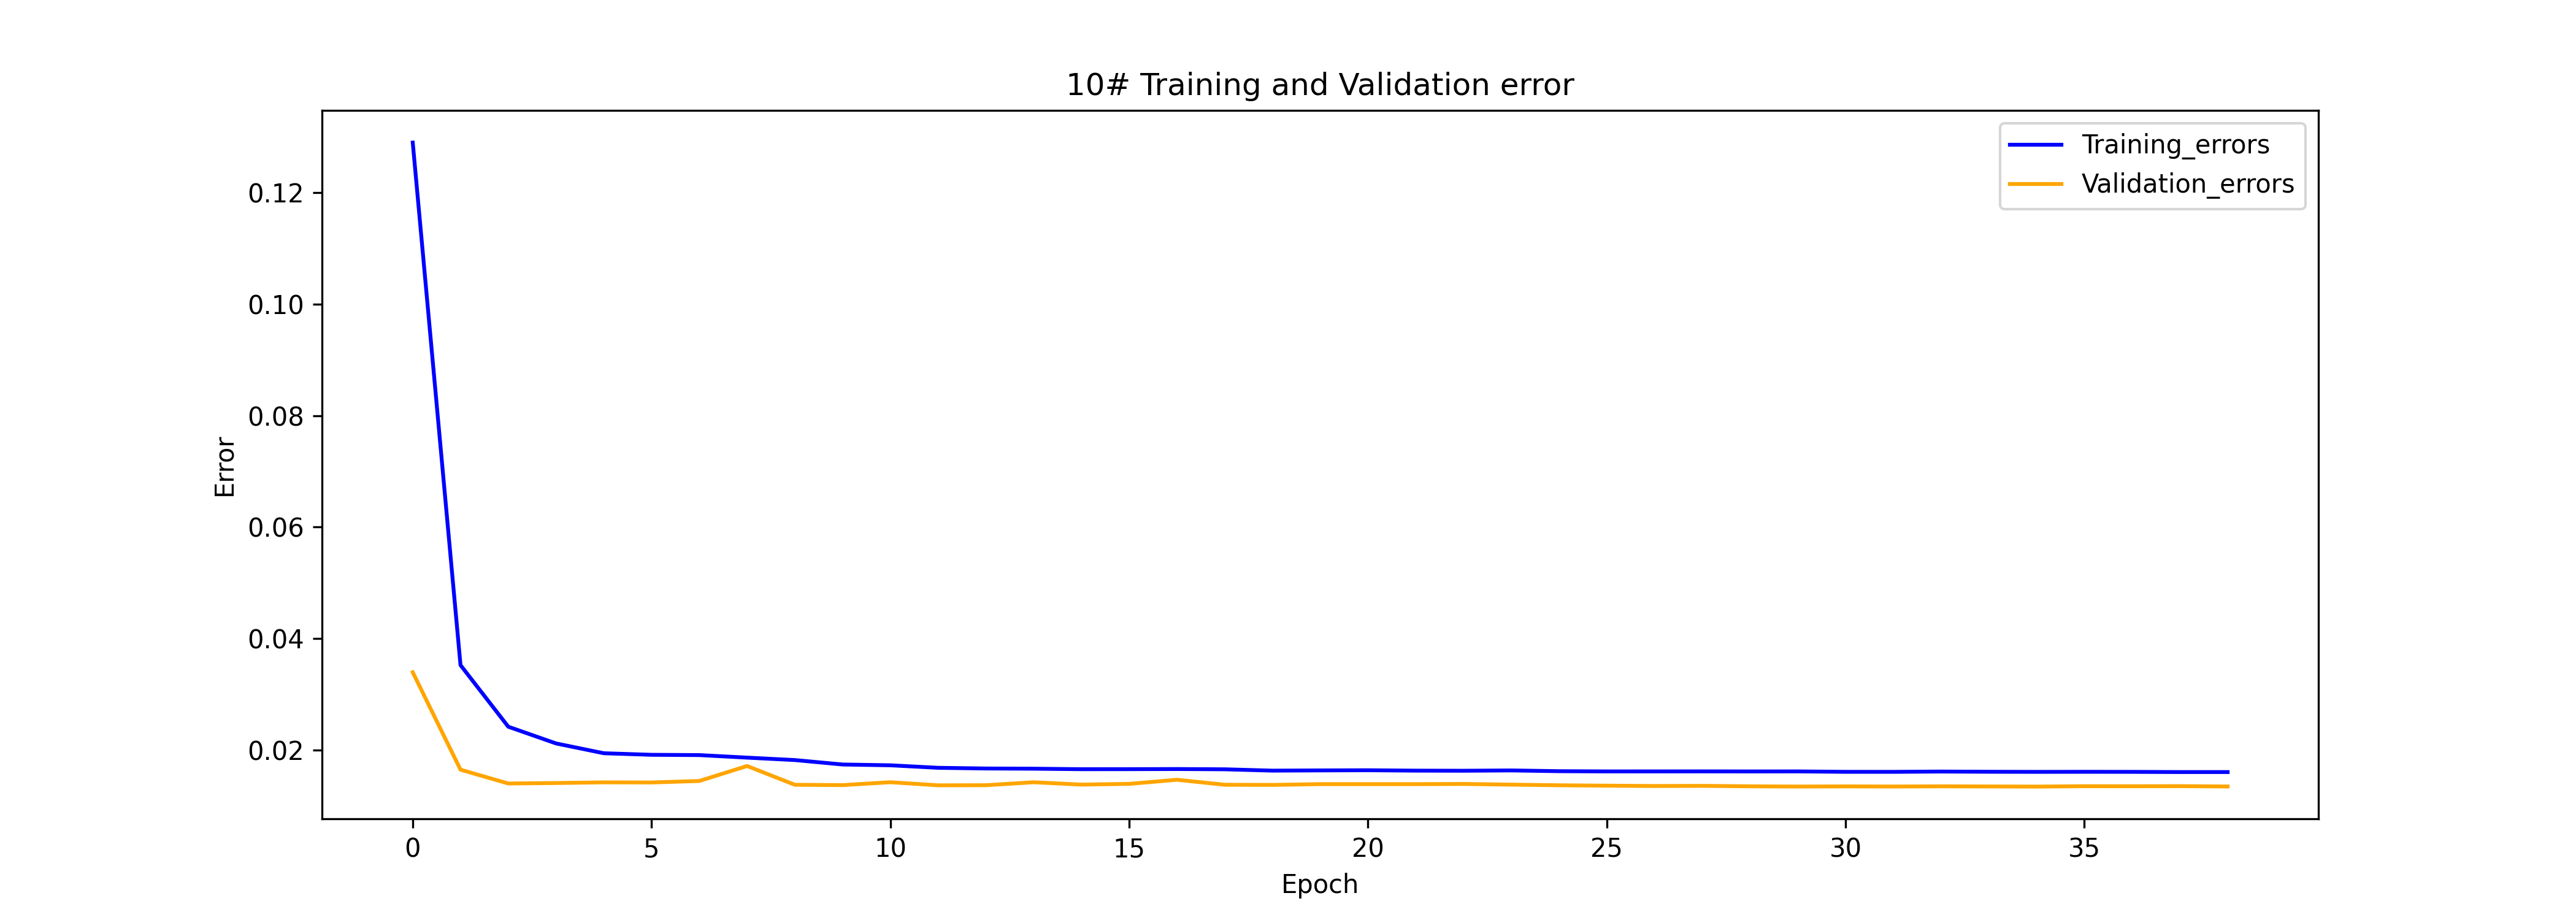 10# Training and Validation error
Training_errors
Validation_errors
0.12
0.10
0.08
0.06
0.04
0.02
Error
0 5 10 15 20 25 30 35
Epoch